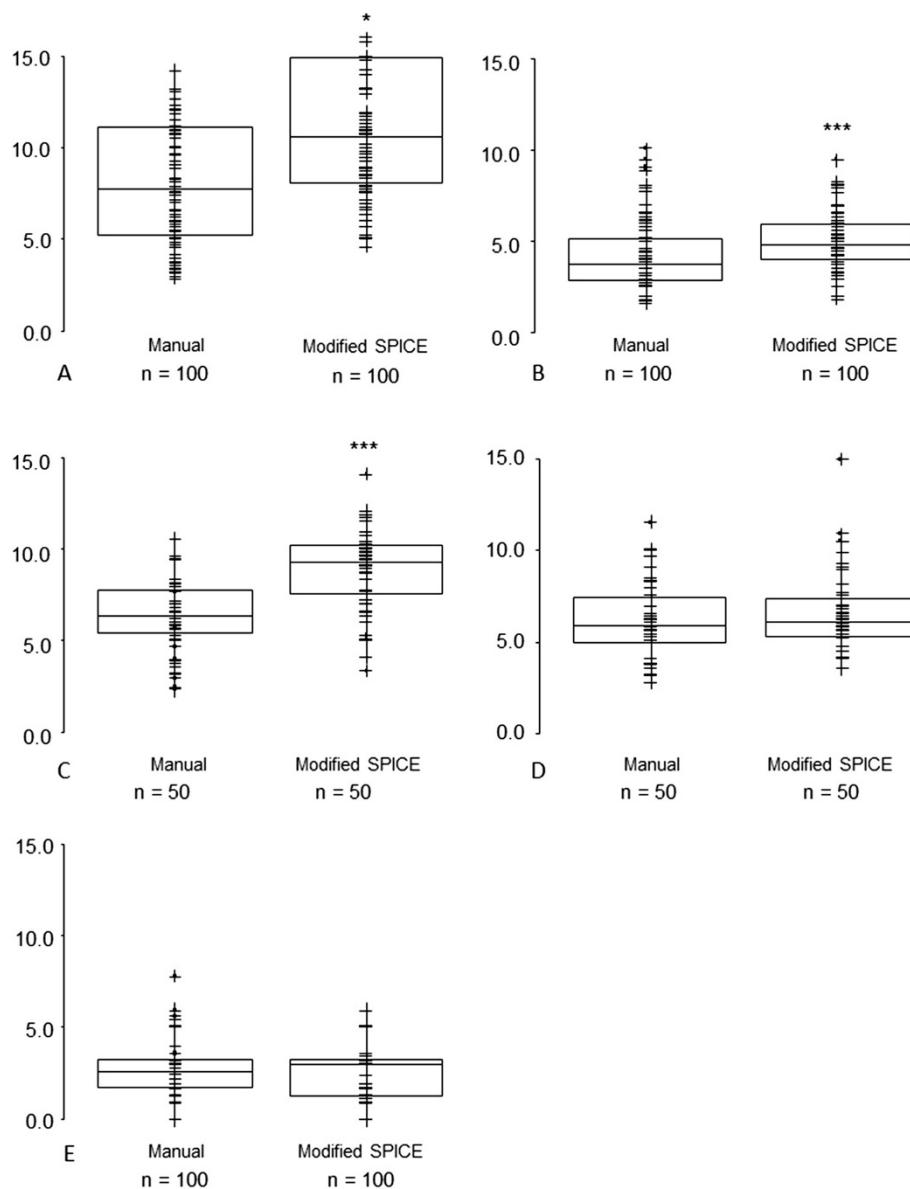 *
15.0
10.0
5.0
0.0
Manual
Modified SPICE
A
n = 100
n = 100
15.0
***
10.0
5.0
0.0
Manual
Modified SPICE
B
n = 100
n = 100
***
15.0
10.0
5.0
0.0
C
Manual
Modified SPICE
n = 50
n = 50
15.0
10.0
5.0
0.0
D
Manual
Modified SPICE
n = 50
n = 50
15.0
10.0
5.0
0.0
E
Manual
Modified SPICE
n = 100
n = 100